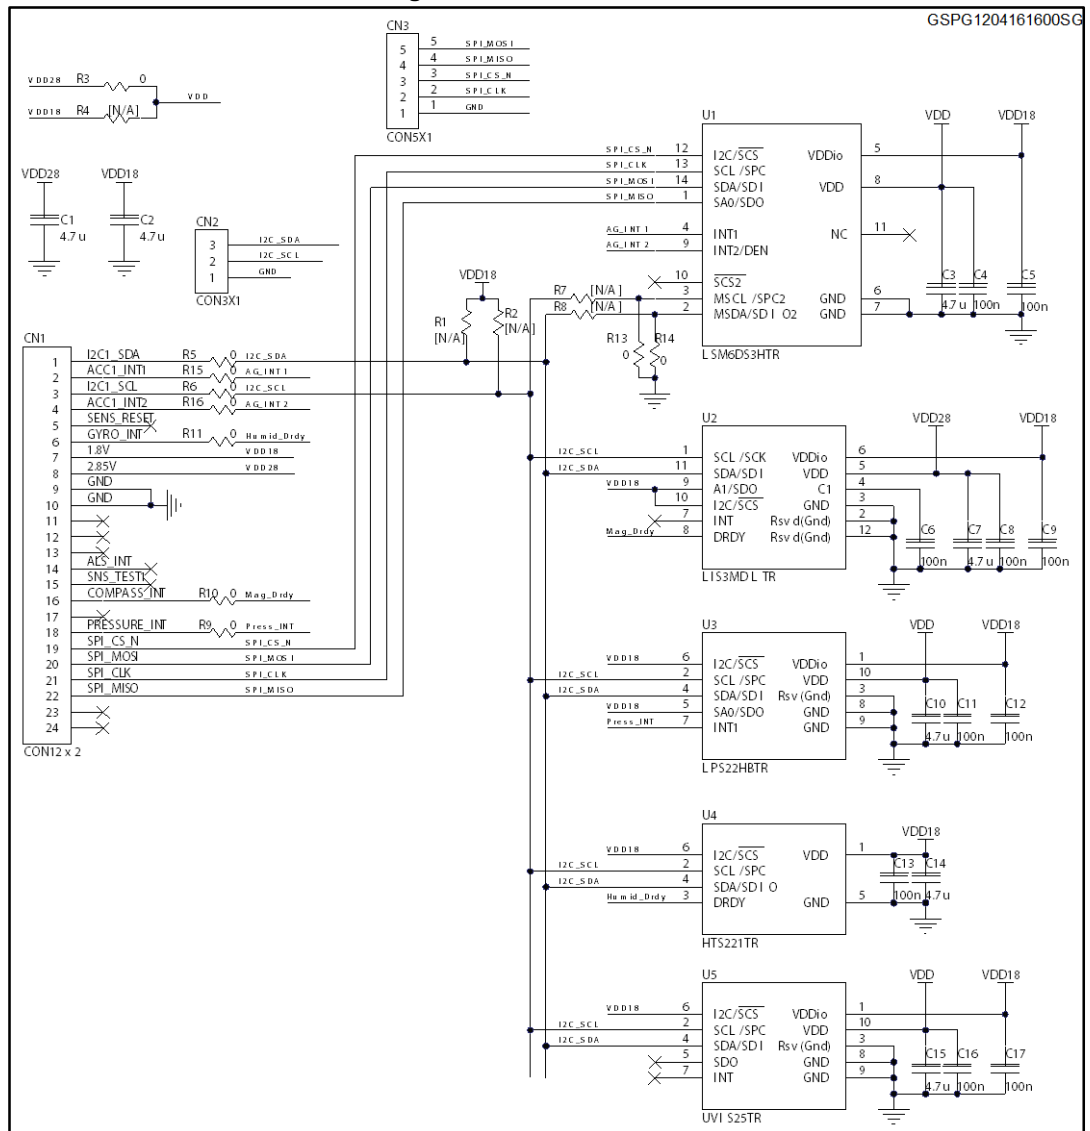 GSPG1204161600SG
CN3
5 5 SPI_MOSI
4 4 SPI_MISO
3 3 SPI_CS_N
2 2 SPI_CLK
1 1 GND
CON5X1
VDD28 R3 0
VDD
VDD18 R4 [N/A]
VDD28 VDD18
C1 C2
4.7u 4.7u
CN2
3 I2C_SDA
2 I2C_SCL
1 GND
CON3X1
CN1
1 I2C1_SDA R5 0 I2C_SDA
2 ACC1_INT1 R15 0 AG_INT1
3 I2C1_SCL R6 0 I2C_SCL
4 ACC1_INT2 R16 0 AG_INT2
5 SENS_RESET
6 GYRO_INT R11 0 Humid_Drdy
7 1.8V VDD18
8 2.85V VDD28
9 GND
10 GND
11
12
13
14 ALS_INT
15 SNS_TEST1
16 COMPASS_INT R10 0 Mag_Drdy
17
18 PRESSURE_INT R9 0 Press_INT
19 SPI_CS_N SPI_CS_N
20 SPI_MOSI SPI_MOSI
21 SPI_CLK SPI_CLK
22 SPI_MISO SPI_MISO
23
24
CON12 x 2
VDD18
R1 R2
[N/A] [N/A]
R7 [N/A]
R8 [N/A]
R13 R14
0 0
U1 VDD VDD18
SPI_CS_N 12 I2C/SCS VDDio 5
SPI_CLK 13 SCL/SPC
SPI_MOSI 14 SDA/SDI VDD 8
SPI_MISO 1 SA0/SDO
AG_INT1 4 INT1 NC 11
AG_INT2 9 INT2/DEN
10 SCS2
3 MSCL/SPC2 GND 6
2 MSDA/SDIO2 GND 7
C3 C4 C5
4.7u 100n 100n
LSM6DS3HTR
U2 VDD28 VDD18
I2C_SCL 1 SCL/SCK VDDio 6
I2C_SDA 11 SDA/SDI VDD 5
VDD18 9 A1/SDO C1 4
10 I2C/SCS GND 3
7 INT Rsvd(Gnd) 2
Mag_Drdy 8 DRDY Rsvd(Gnd) 12
C6 C7 C8 C9
100n 4.7u 100n 100n
LIS3MDLTR
U3 VDD VDD18
VDD18 6 I2C/SCS VDDio 1
I2C_SCL 2 SCL/SPC VDD 10
I2C_SDA 4 SDA/SDI Rsv(Gnd) 3
VDD18 5 SA0/SDO GND 8
Press_INT 7 INT1 GND 9
C10 C11 C12
4.7u 100n 100n
LPS22HBTR
U4 VDD18
VDD18 6 I2C/SCS VDD 1
I2C_SCL 2 SCL/SPC
I2C_SDA 4 SDA/SDIO
Humid_Drdy 3 DRDY GND 5
C13 C14
100n 4.7u
HTS221TR
U5 VDD VDD18
VDD18 6 I2C/SCS VDDio 1
I2C_SCL 2 SCL/SPC VDD 10
I2C_SDA 4 SDA/SDI Rsv(Gnd) 3
5 SDO GND 8
7 INT GND 9
C15 C16 C17
4.7u 100n 100n
UVIS25TR